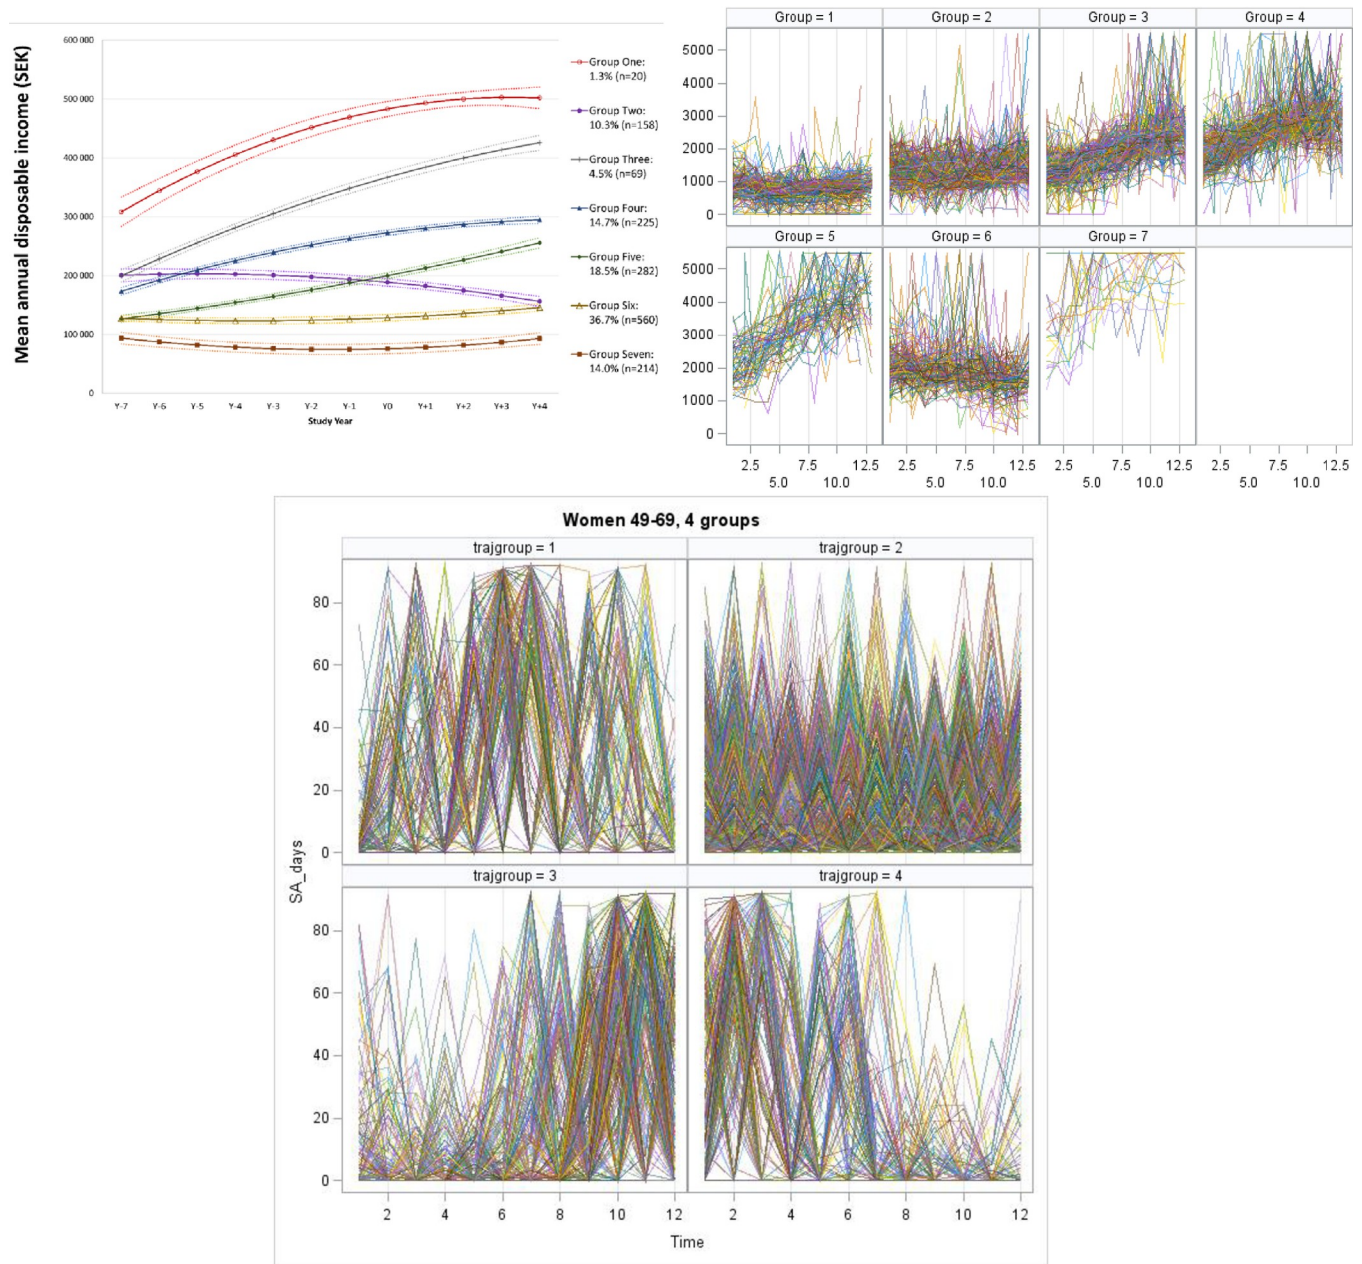 Mean annual disposable income (SEK)
600 000
500 000
400 000
300 000
200 000
100 000
0
Y-7 Y-6 Y-5 Y-4 Y-3 Y-2 Y-1 Y0 Y+1 Y+2 Y+3 Y+4
Study Year
Group One:
1.3% (n=20)
Group Two:
10.3% (n=158)
Group Three:
4.5% (n=69)
Group Four:
14.7% (n=225)
Group Five:
18.5% (n=282)
Group Six:
36.7% (n=560)
Group Seven:
14.0% (n=214)
Group = 1 Group = 2 Group = 3 Group = 4
5000
4000
3000
2000
1000
0
Group = 5 Group = 6 Group = 7
5000
4000
3000
2000
1000
0
2.5 7.5 12.5 2.5 7.5 12.5 2.5 7.5 12.5 2.5 7.5 12.5
5.0 10.0 5.0 10.0 5.0 10.0 5.0 10.0
Women 49-69, 4 groups
trajgroup = 1 trajgroup = 2
80
60
40
20
0
SA_days
trajgroup = 3 trajgroup = 4
80
60
40
20
0
2 4 6 8 10 12 2 4 6 8 10 12
Time